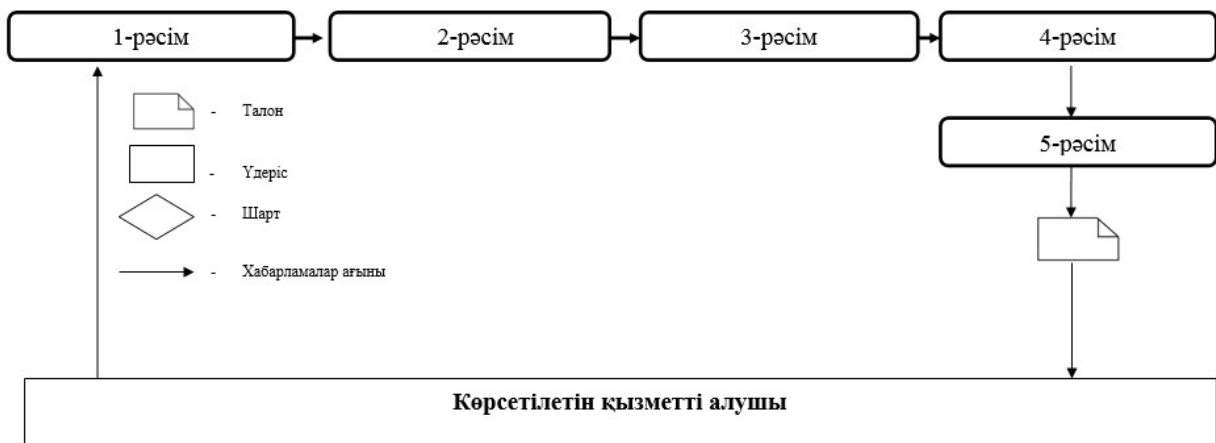 1-рәсім
2-рәсім
3-рәсім
4-рәсім
5-рәсім
- Талон
- Үдеріс
- Шарт
- Хабарламалар ағыны
Көрсетілетін қызметті алушы